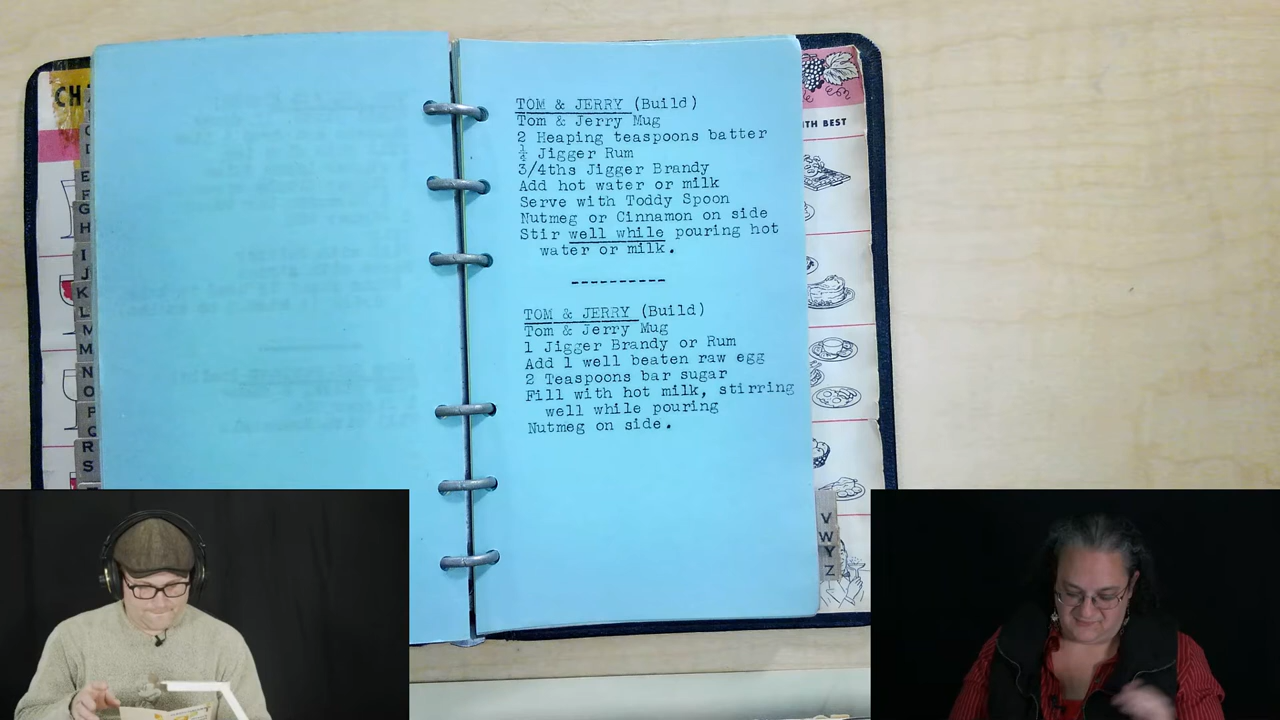 CH
C
D
E
F
G
H
I
J
K
L
M
M
N
O
P
Q
R
S
TOM & JERRY (Build)
Tom & Jerry Mug
2 Heaping teaspoons batter
¼ Jigger Rum
3/4ths Jigger Brandy
Add hot water or milk
Serve with Toddy Spoon
Nutmeg or Cinnamon on side
Stir well while pouring hot
water or milk.
----------
TOM & JERRY (Build)
Tom & Jerry Mug
1 Jigger Brandy or Rum
Add 1 well beaten raw egg
2 Teaspoons bar sugar
Fill with hot milk, stirring
well while pouring
Nutmeg on side.
ITH BEST
V
W
Y
Z